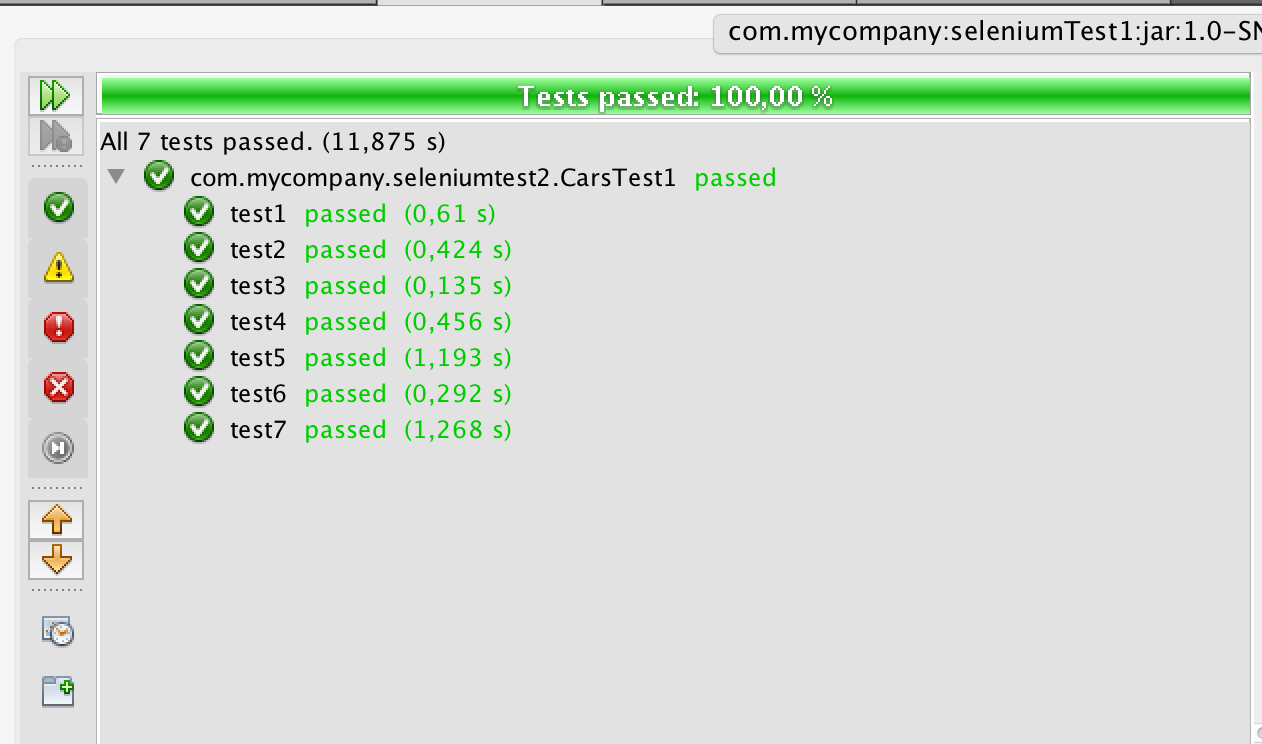 com.mycompany:seleniumTest1:jar:1.0-SN
Tests passed: 100,00 %
All 7 tests passed. (11,875 s)
com.mycompany.seleniumtest2.CarsTest1 passed
test1 passed (0,61 s)
test2 passed (0,424 s)
test3 passed (0,135 s)
test4 passed (0,456 s)
test5 passed (1,193 s)
test6 passed (0,292 s)
test7 passed (1,268 s)